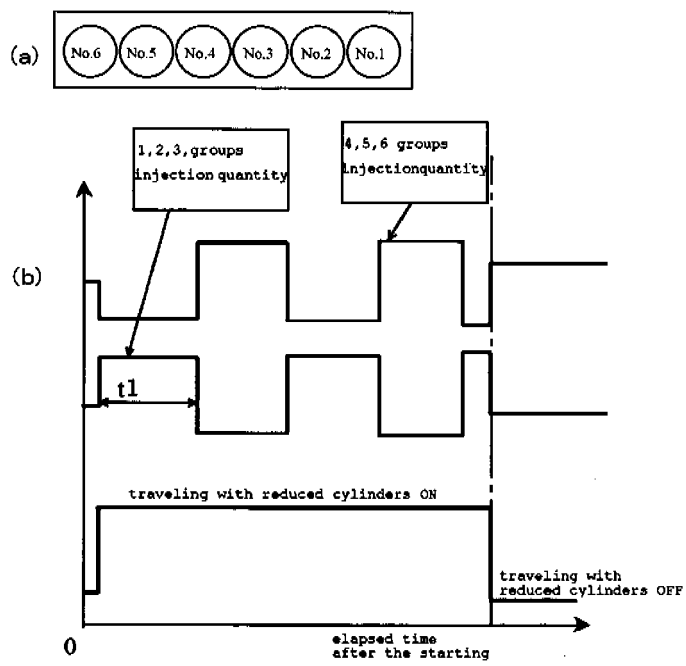 (a)
No.6 No.5 No.4 No.3 No.2 No.1
1,2,3,groups
injection quantity
4,5,6 groups
injectionquantity
(b)
t1
traveling with reduced cylinders ON
traveling with
reduced cylinders OFF
0
elapsed time
after the starting